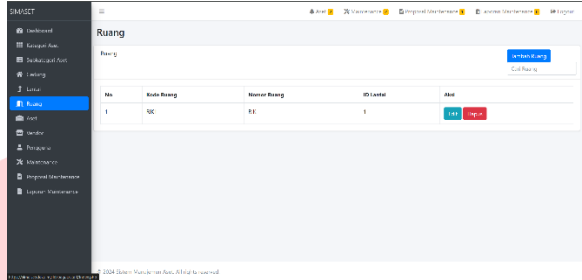 SIMASET
Aset
Maintenance
Proposal Maintenance
Laporan Maintenance
Logout
Dashboard
Kategori Aset
Subkategori Aset
Gedung
Lantai
Ruang
Aset
Vendor
Pengguna
Maintenance
Proposal Maintenance
Laporan Maintenance
Ruang
Ruang
Tambah Ruang
Cari Ruang
No Kode Ruang Nomor Ruang ID Lantai Aksi
1 Edit Hapus
© 2024 Sistem Manajemen Aset. All rights reserved.